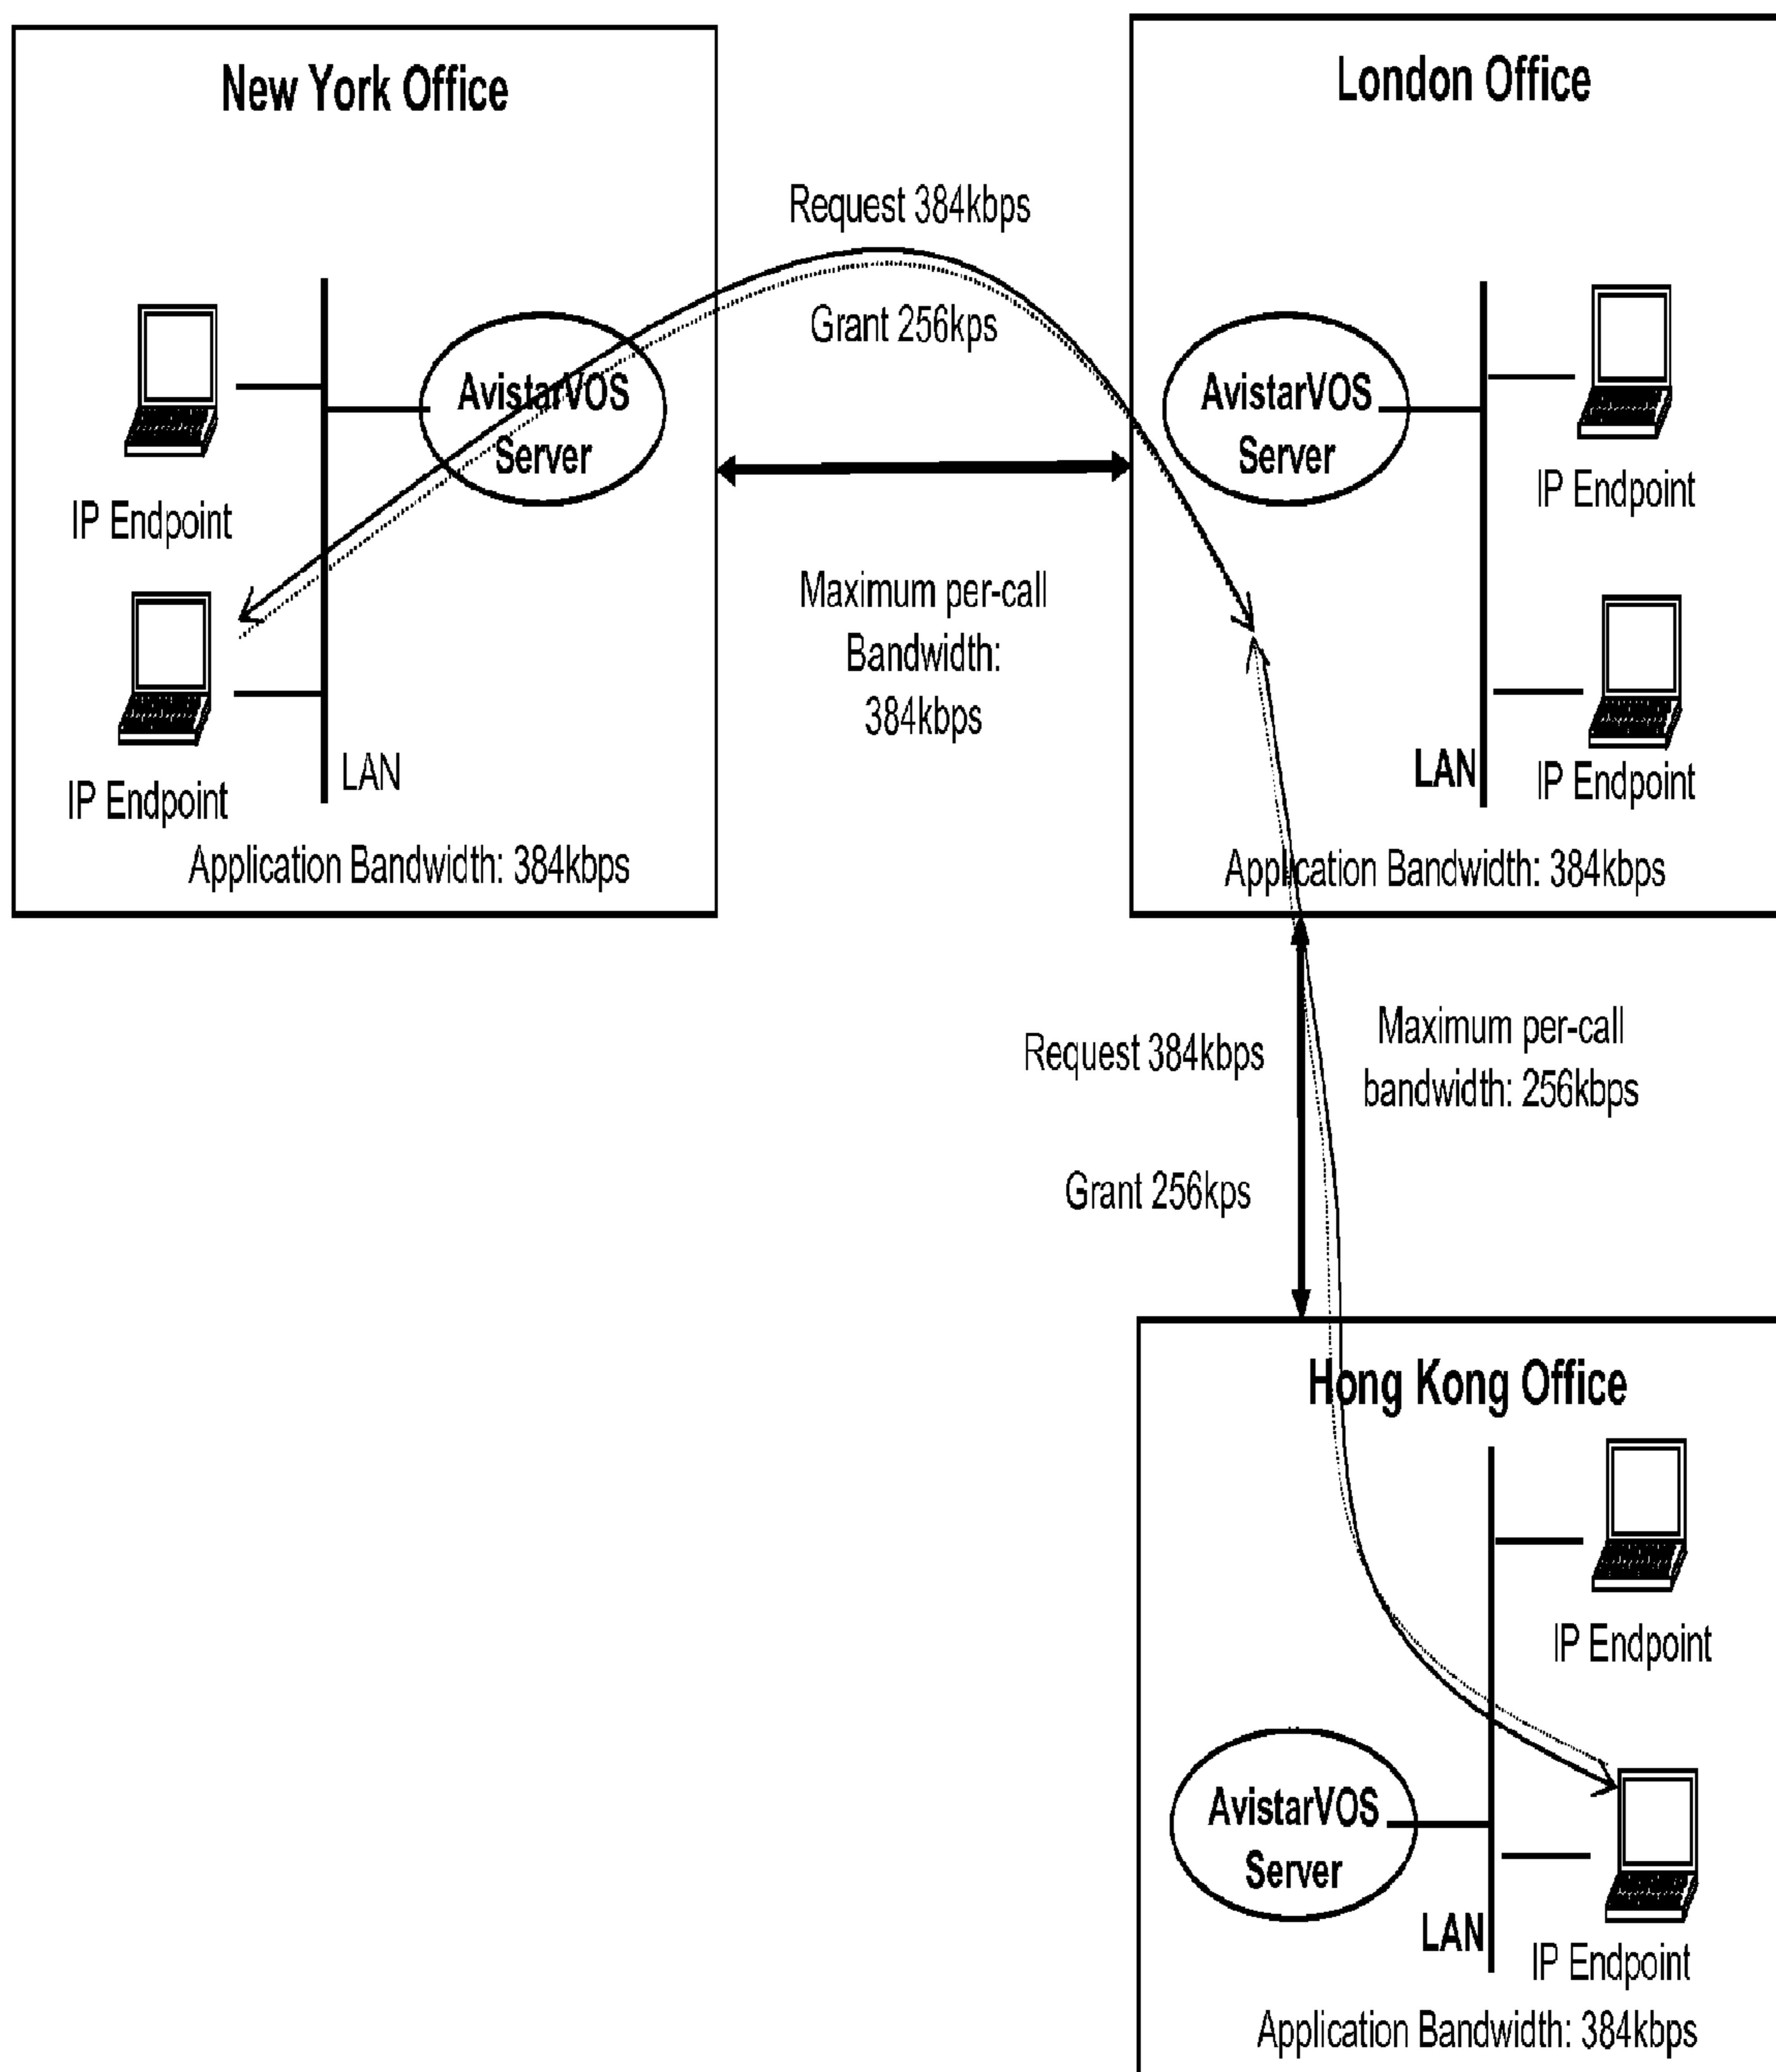 New York Office
AvistarVOS
Server
IP Endpoint
IP Endpoint
LAN
Application Bandwidth: 384kbps
Request 384kbps
Grant 256kps
Maximum per-call
Bandwidth:
384kbps
London Office
AvistarVOS
Server
IP Endpoint
IP Endpoint
LAN
Application Bandwidth: 384kbps
Request 384kbps
Grant 256kps
Maximum per-call
bandwidth: 256kbps
Hong Kong Office
IP Endpoint
AvistarVOS
Server
LAN
IP Endpoint
Application Bandwidth: 384kbps